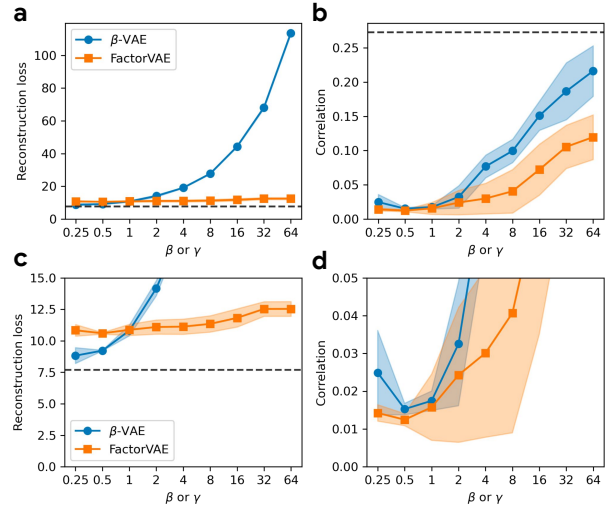 a
Reconstruction loss
100
80
60
40
20
0
β-VAE
FactorVAE
0.25 0.5 1 2 4 8 16 32 64
β or γ
b
Correlation
0.25
0.20
0.15
0.10
0.05
0.00
0.25 0.5 1 2 4 8 16 32 64
β or γ
c
Reconstruction loss
15.0
12.5
10.0
7.5
5.0
2.5
0.0
β-VAE
FactorVAE
0.25 0.5 1 2 4 8 16 32 64
β or γ
d
Correlation
0.05
0.04
0.03
0.02
0.01
0.00
0.25 0.5 1 2 4 8 16 32 64
β or γ